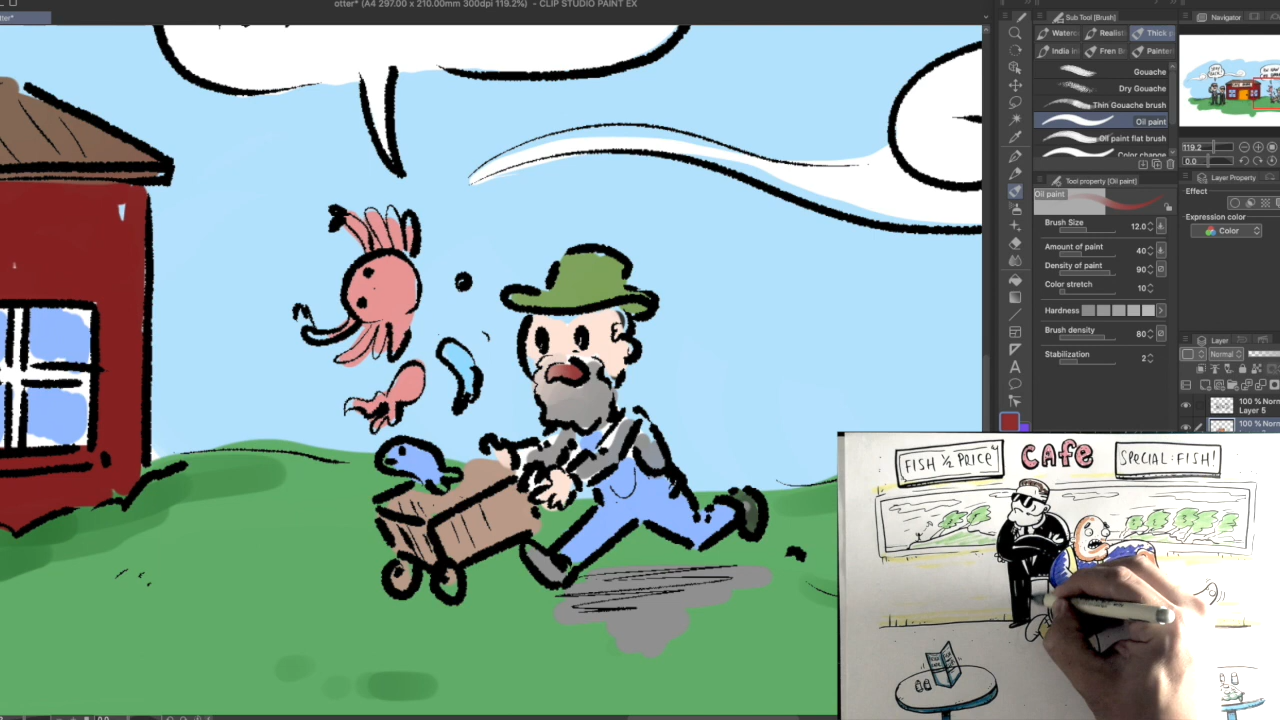 otter* (A4 297.00 x 210.00mm 300dpi 119.2%) - CLIP STUDIO PAINT EX
tter*
Sub Tool [Brush]
Navigator
Waterc
Realis
Thick p
India in
Fren Br
Painter
Gouache
Dry Gouache
Thin Gouache brush
Oil paint
Oil paint flat brush
Color change
119.2
0.0
Tool property [Oil paint]
Layer Property
Oil paint
Effect
Brush Size 12.0
Expression color
Color
Amount of paint 40
Density of paint 90
Color stretch 10
Hardness
Brush density 80
Stabilization 2
Layer
Normal
100 % Norm
Layer 5
100 % Norm
FISH 1/2 PRICE
CAFE
SPECIAL: FISH!